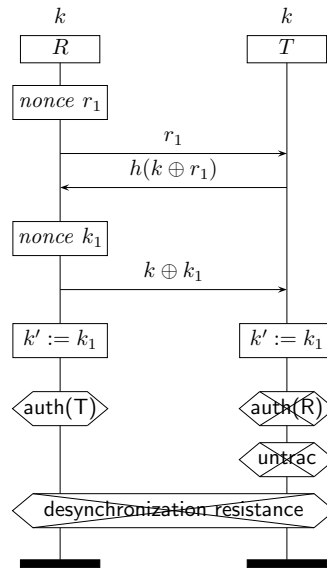 k k
R T
nonce r₁
r₁
h(k ⊕ r₁)
nonce k₁
k ⊕ k₁
k′ := k₁ k′ := k₁
auth(T) auth(R)
untrac
desynchronization resistance